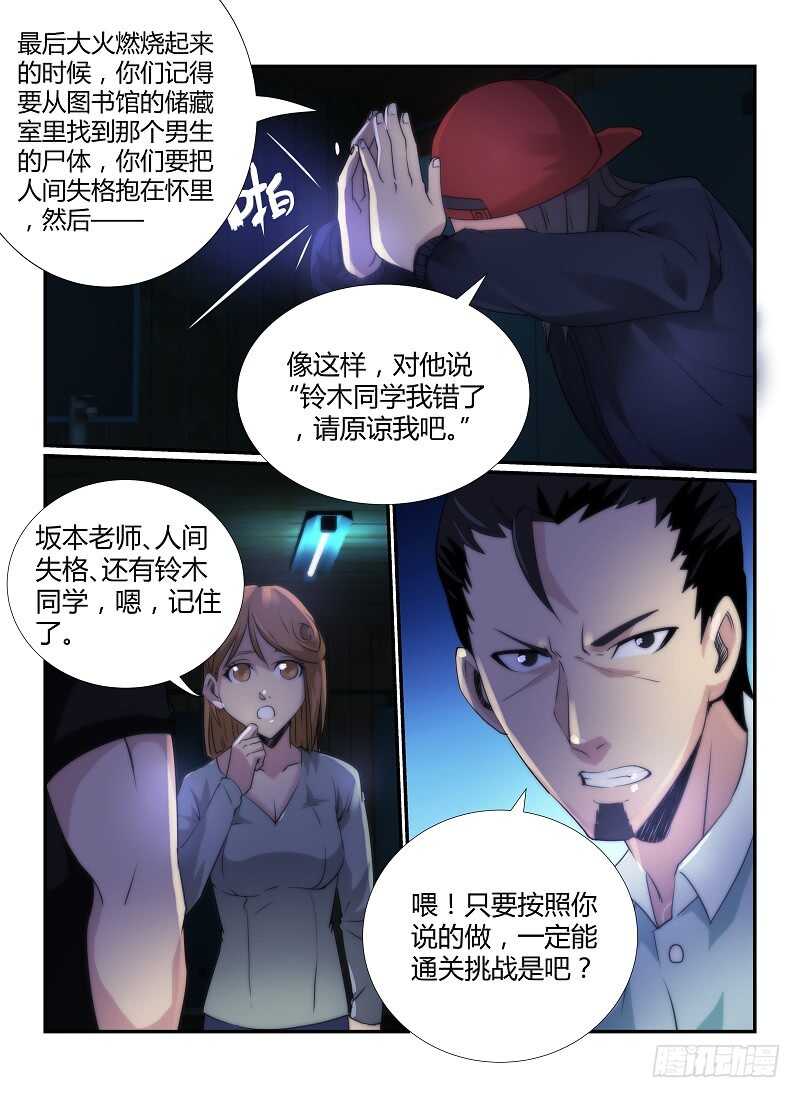 最后大火燃烧起来
的时候，你们记得
要从图书馆的储藏
室里找到那个男生
的尸体，你们要把
人间失格抱在怀里
，然后——
啪
像这样，对他说
“铃木同学我错了
，请原谅我吧。”
坂本老师、人间
失格、还有铃木
同学，嗯，记住
了。
喂！只要按照你
说的做，一定能
通关挑战是吧？
腾讯动漫